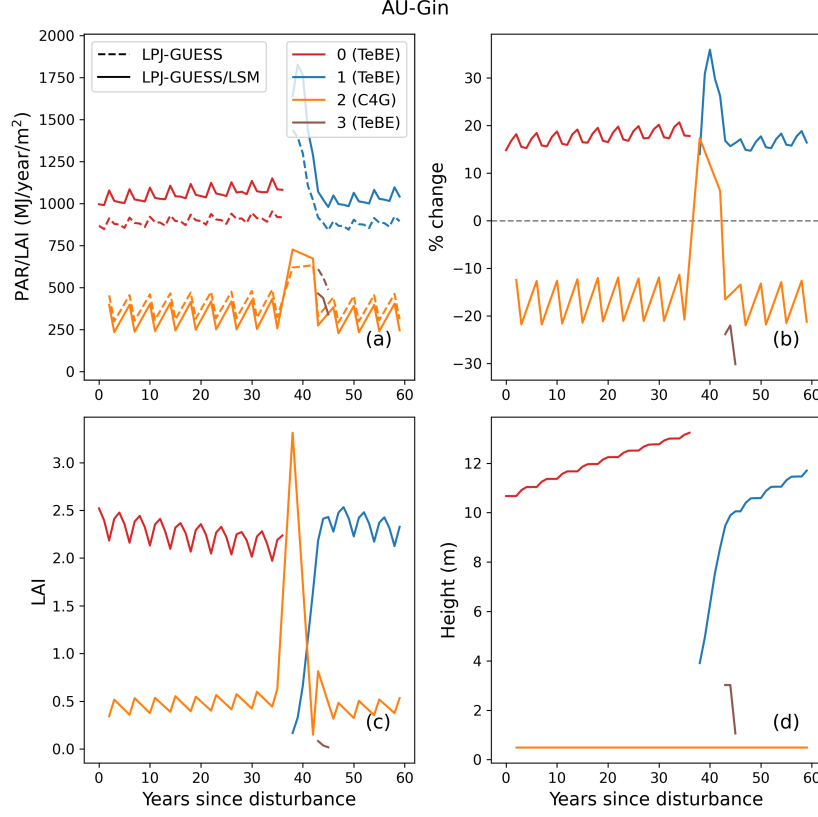 AU-Gin
2000
1750
1500
1250
1000
750
500
250
0
PAR/LAI (MJ/year/m²)
LPJ-GUESS
LPJ-GUESS/LSM
0 (TeBE)
1 (TeBE)
2 (C4G)
3 (TeBE)
(a)
0 10 20 30 40 50 60
30
20
10
0
−10
−20
−30
% change
(b)
0 10 20 30 40 50 60
3.0
2.5
2.0
1.5
1.0
0.5
0.0
LAI
(c)
0 10 20 30 40 50 60
Years since disturbance
12
10
8
6
4
2
0
Height (m)
(d)
0 10 20 30 40 50 60
Years since disturbance